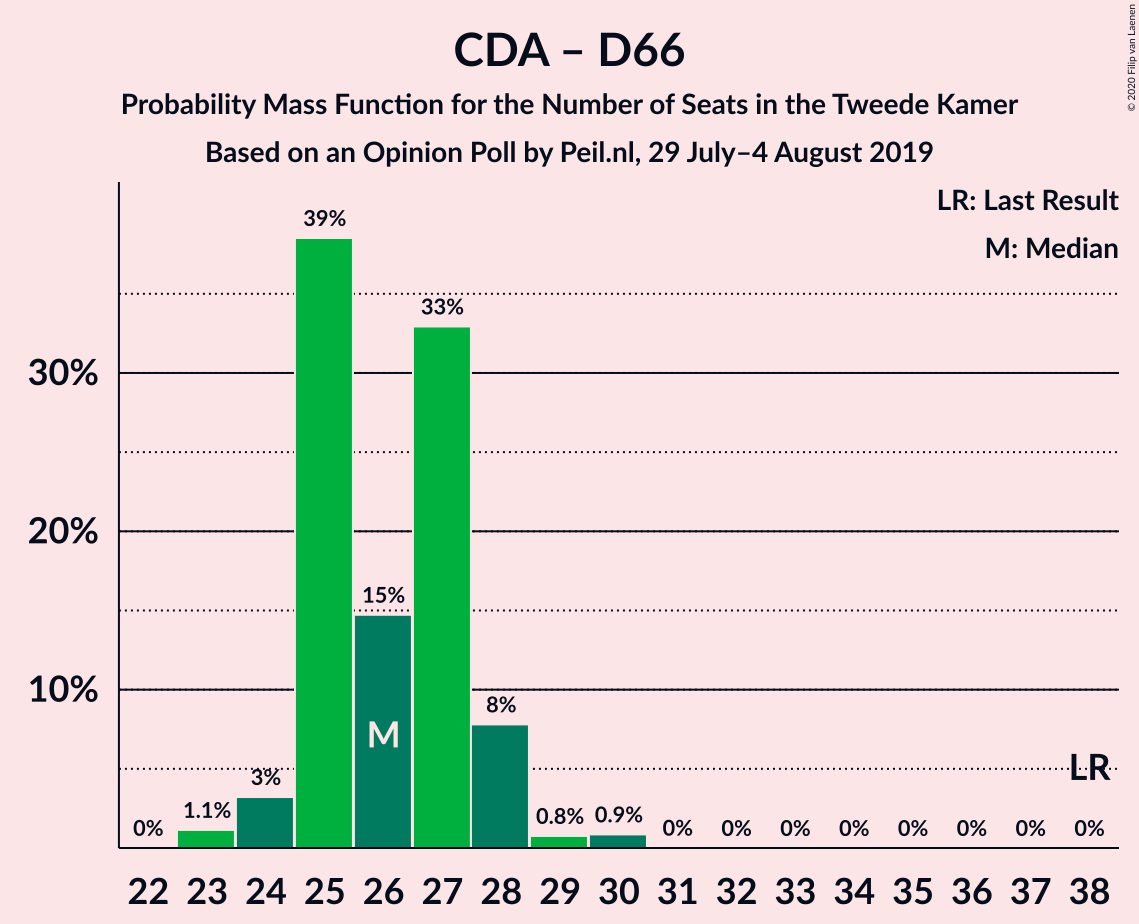 CDA – D66
Probability Mass Function for the Number of Seats in the Tweede Kamer
Based on an Opinion Poll by Peil.nl, 29 July–4 August 2019
© 2020 Filip van Laenen
LR: Last Result
M: Median
39%
33%
30%
20%
15%
10%
8%
M
LR
3%
1.1%
0.8%
0.9%
0%
0%
0%
0%
0%
0%
0%
0%
0%
22 23 24 25 26 27 28 29 30 31 32 33 34 35 36 37 38